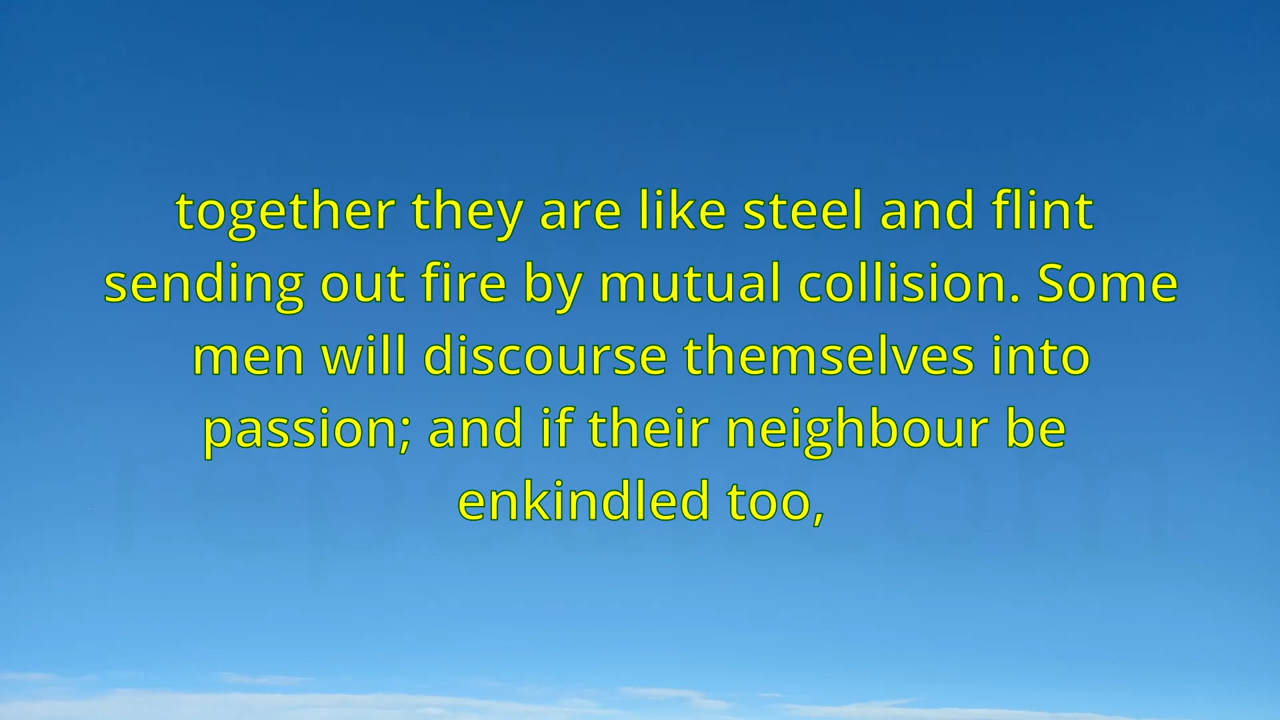 together they are like steel and flint
sending out fire by mutual collision. Some
men will discourse themselves into
passion; and if their neighbour be
enkindled too,